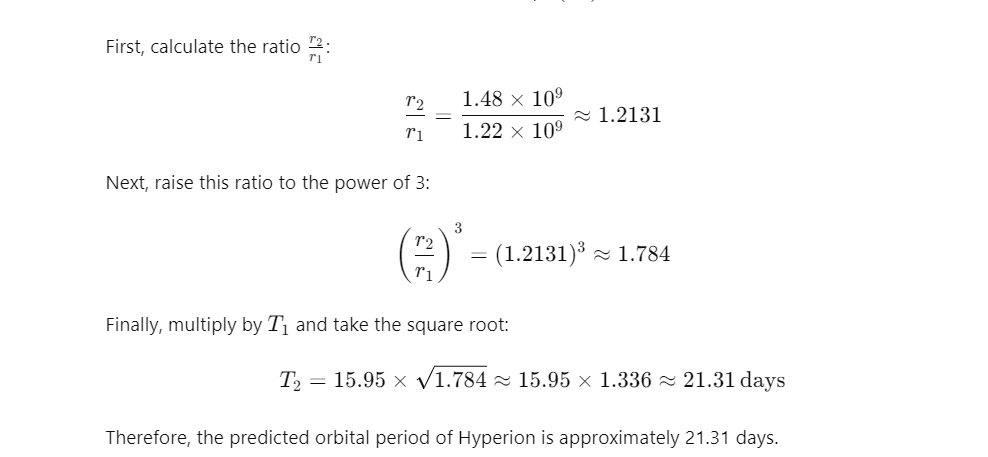 First, calculate the ratio r₂/r₁:
r₂/r₁ = (1.48 × 10⁹)/(1.22 × 10⁹) ≈ 1.2131
Next, raise this ratio to the power of 3:
(r₂/r₁)³ = (1.2131)³ ≈ 1.784
Finally, multiply by T₁ and take the square root:
T₂ = 15.95 × √1.784 ≈ 15.95 × 1.336 ≈ 21.31 days
Therefore, the predicted orbital period of Hyperion is approximately 21.31 days.